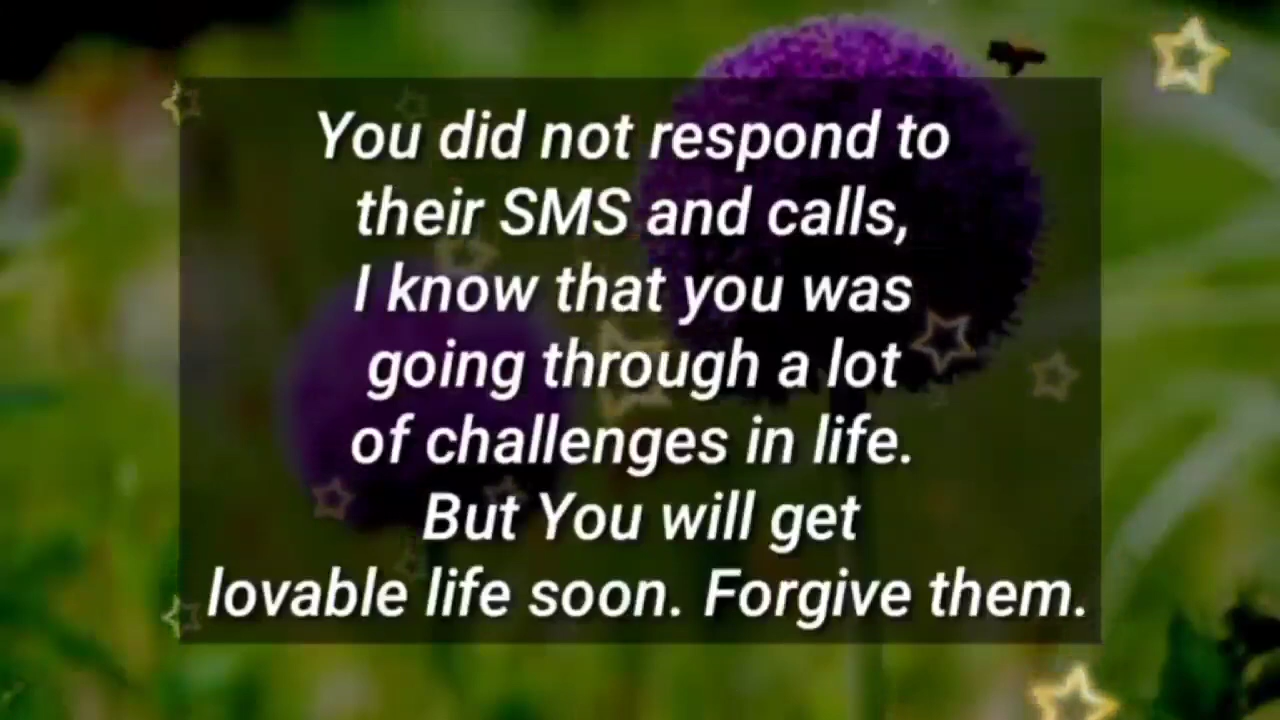 You did not respond to
their SMS and calls,
I know that you was
going through a lot
of challenges in life.
But You will get
lovable life soon. Forgive them.